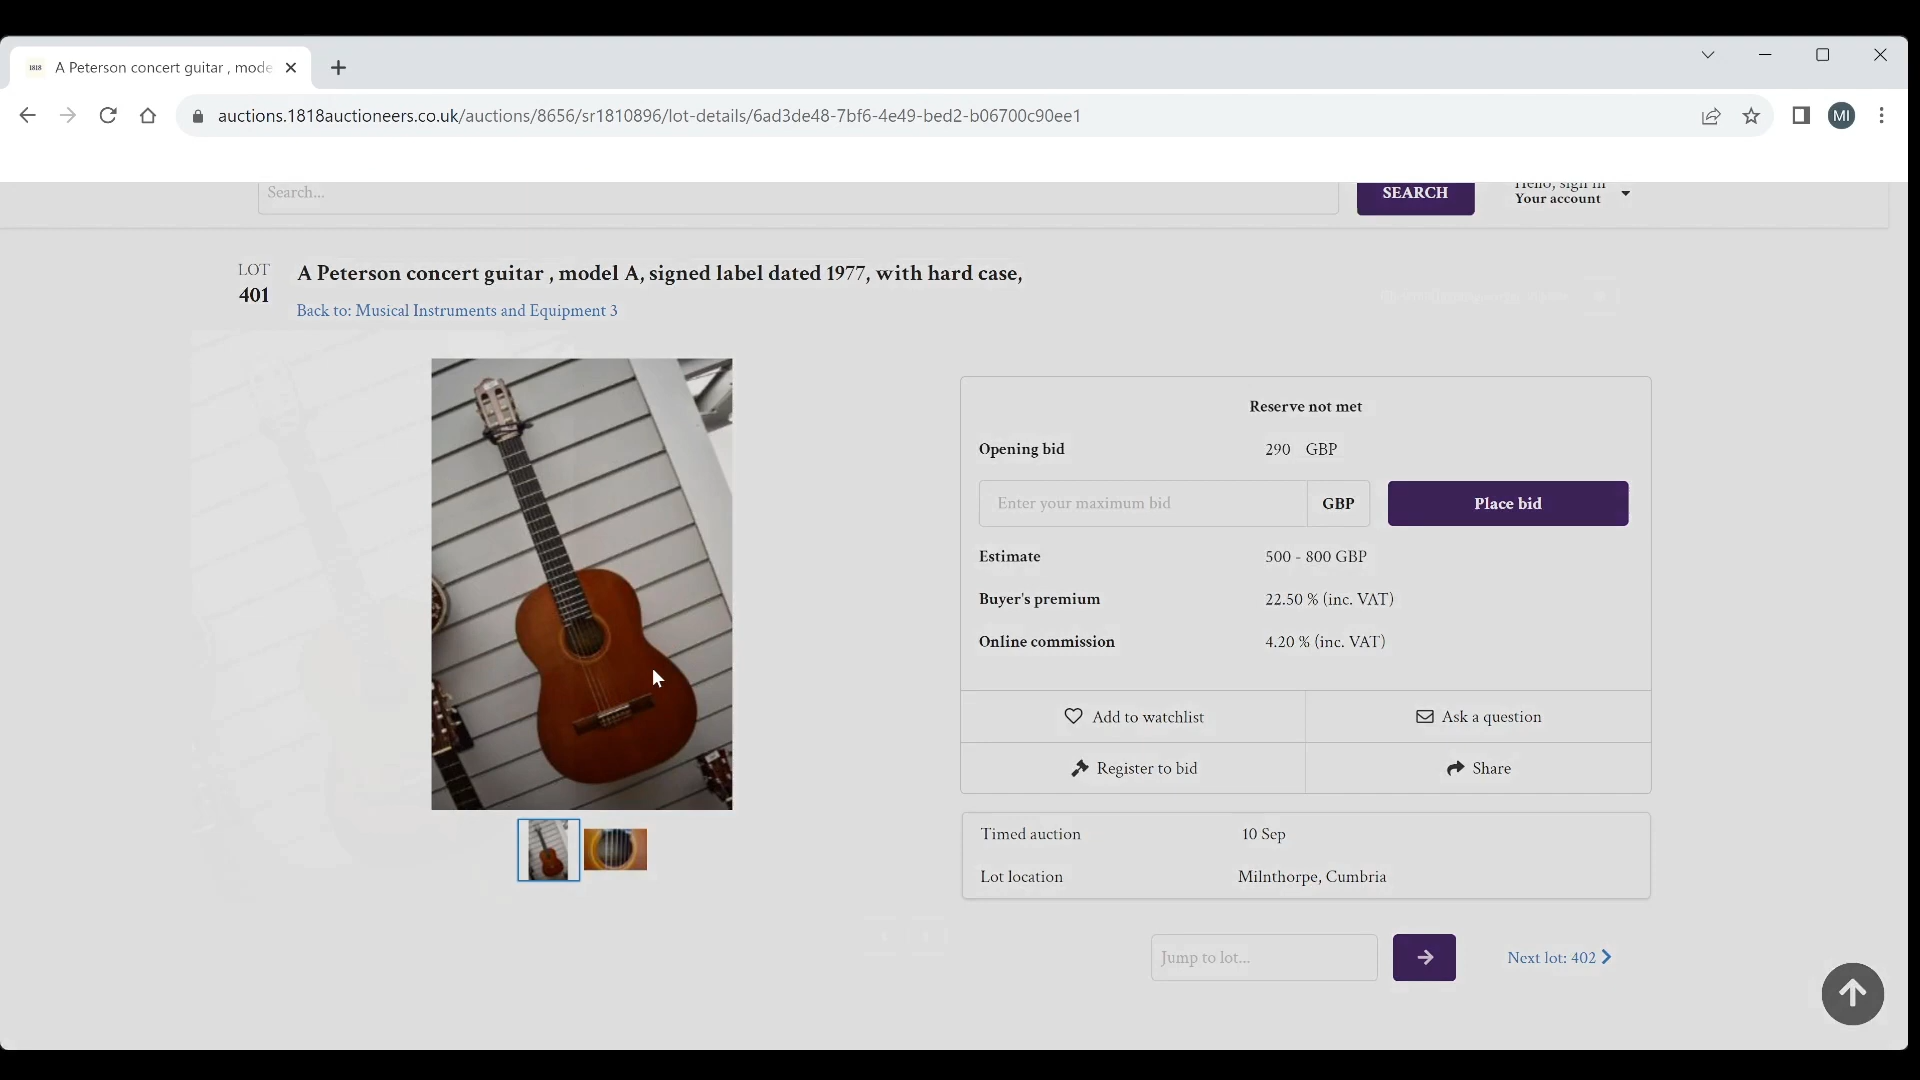 1818 A Peterson concert guitar , mode
auctions.1818auctioneers.co.uk/auctions/8656/sr1810896/lot-details/6ad3de48-7bf6-4e49-bed2-b06700c90ee1
MI
Search...
SEARCH
Hello, sign in
Your account
LOT
401
A Peterson concert guitar , model A, signed label dated 1977, with hard case,
Back to: Musical Instruments and Equipment 3
Reserve not met
Opening bid 290 GBP
Enter your maximum bid GBP Place bid
Estimate 500 - 800 GBP
Buyer's premium 22.50 % (inc. VAT)
Online commission 4.20 % (inc. VAT)
Add to watchlist Ask a question
Register to bid Share
Timed auction 10 Sep
Lot location Milnthorpe, Cumbria
Jump to lot... Next lot: 402